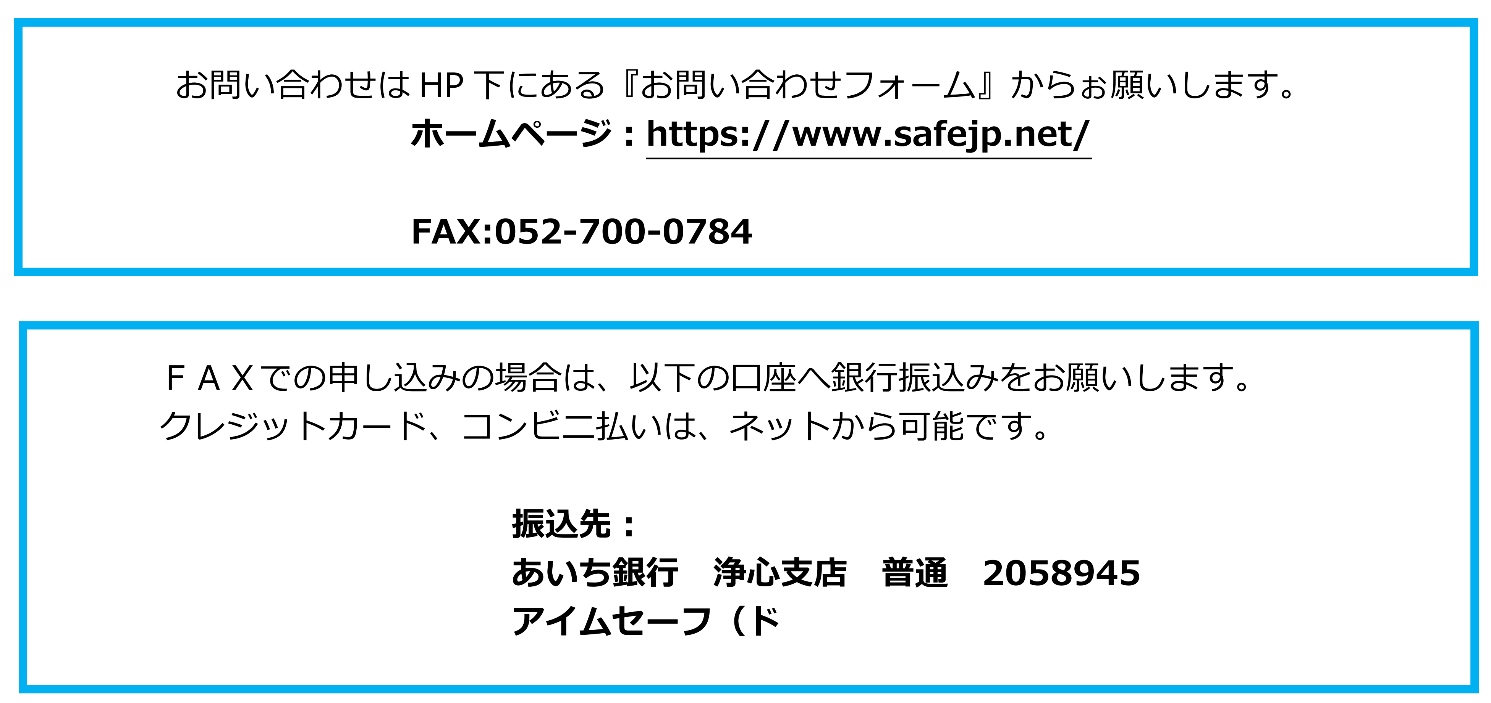 お問い合わせは HP 下にある『お問い合わせフォーム』からぉ願いします。
ホームページ：https://www.safejp.net/
FAX:052-700-0784
ＦＡＸでの申し込みの場合は、以下の口座へ銀行振込みをお願いします。
クレジットカード、コンビニ払いは、ネットから可能です。
振込先：
あいち銀行　浄心支店　普通　2058945
アイムセーフ（ド